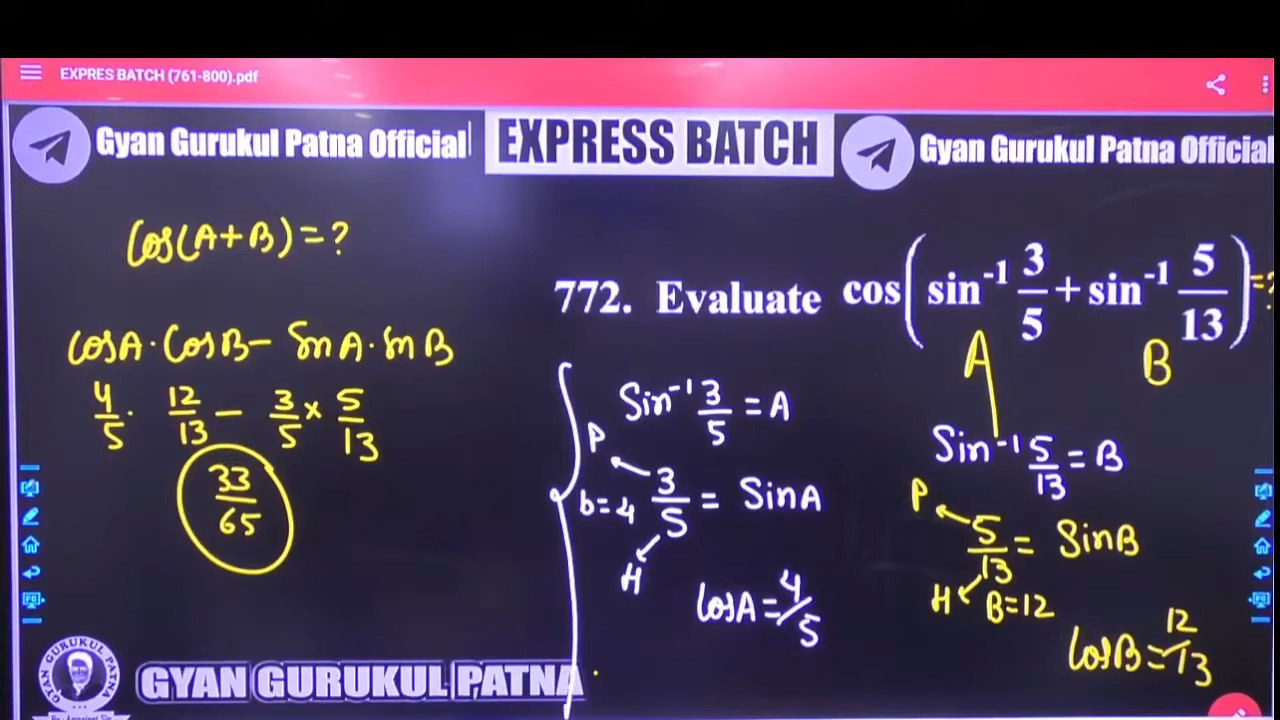 EXPRES BATCH (761-800).pdf
Gyan Gurukul Patna Official
EXPRESS BATCH
Gyan Gurukul Patna Official
Cos(A+B)=?
CosA·CosB- SinA·SinB
4/5 · 12/13 - 3/5 × 5/13
33/65
772. Evaluate cos(sin⁻¹ 3/5 + sin⁻¹ 5/13) =?
A B
Sin⁻¹ 3/5 = A
P
b=4 3/5 = SinA
H
CosA=4/5
Sin⁻¹ 5/13 = B
P
5/13 = SinB
H B=12
CosB=12/13
GYAN GURUKUL PATNA
GYAN GURUKUL PATNA